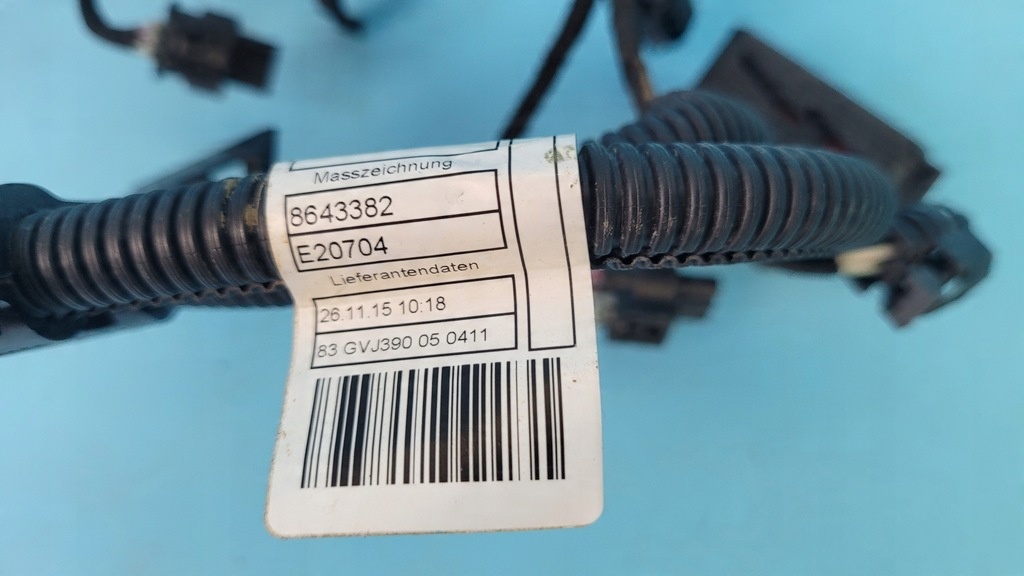 Masszeichnung
8643382
E20704
Lieferantendaten
26.11.15 10:18
83 GVJ390 05 0411